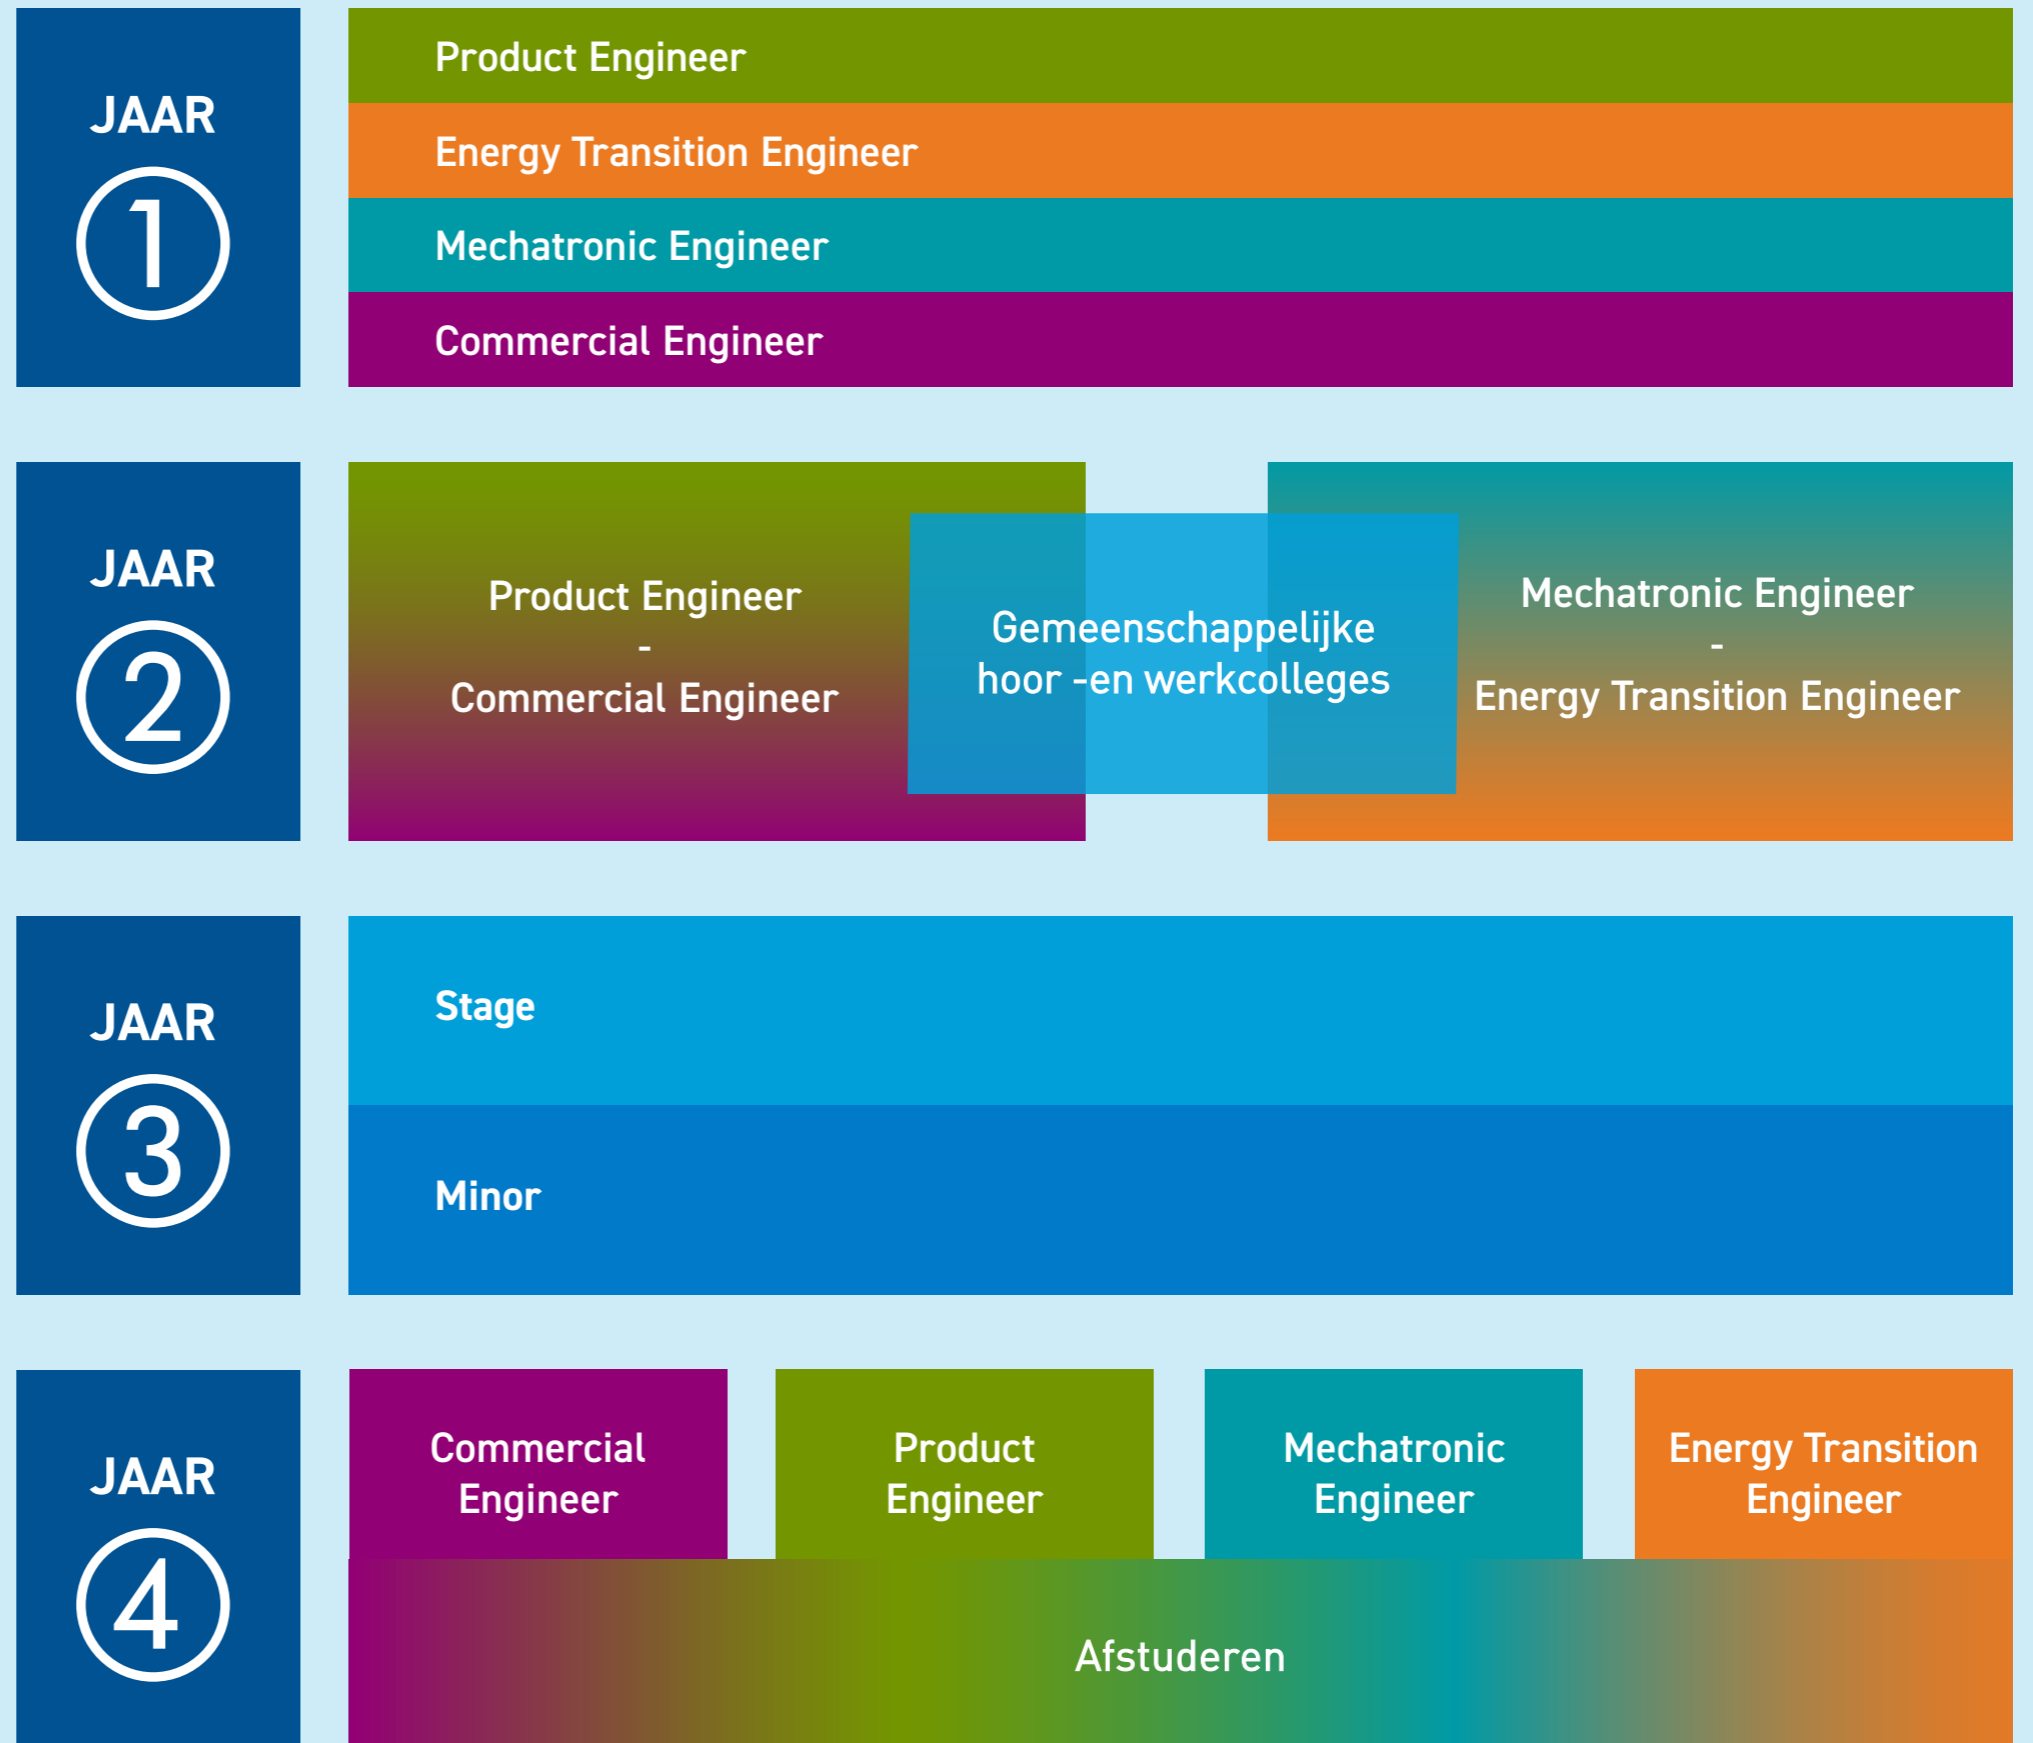 JAAR
1
Product Engineer
Energy Transition Engineer
Mechatronic Engineer
Commercial Engineer
JAAR
2
Product Engineer
-
Commercial Engineer
Gemeenschappelijke
hoor -en werkcolleges
Mechatronic Engineer
-
Energy Transition Engineer
JAAR
3
Stage
Minor
JAAR
4
Commercial
Engineer
Product
Engineer
Mechatronic
Engineer
Energy Transition
Engineer
Afstuderen